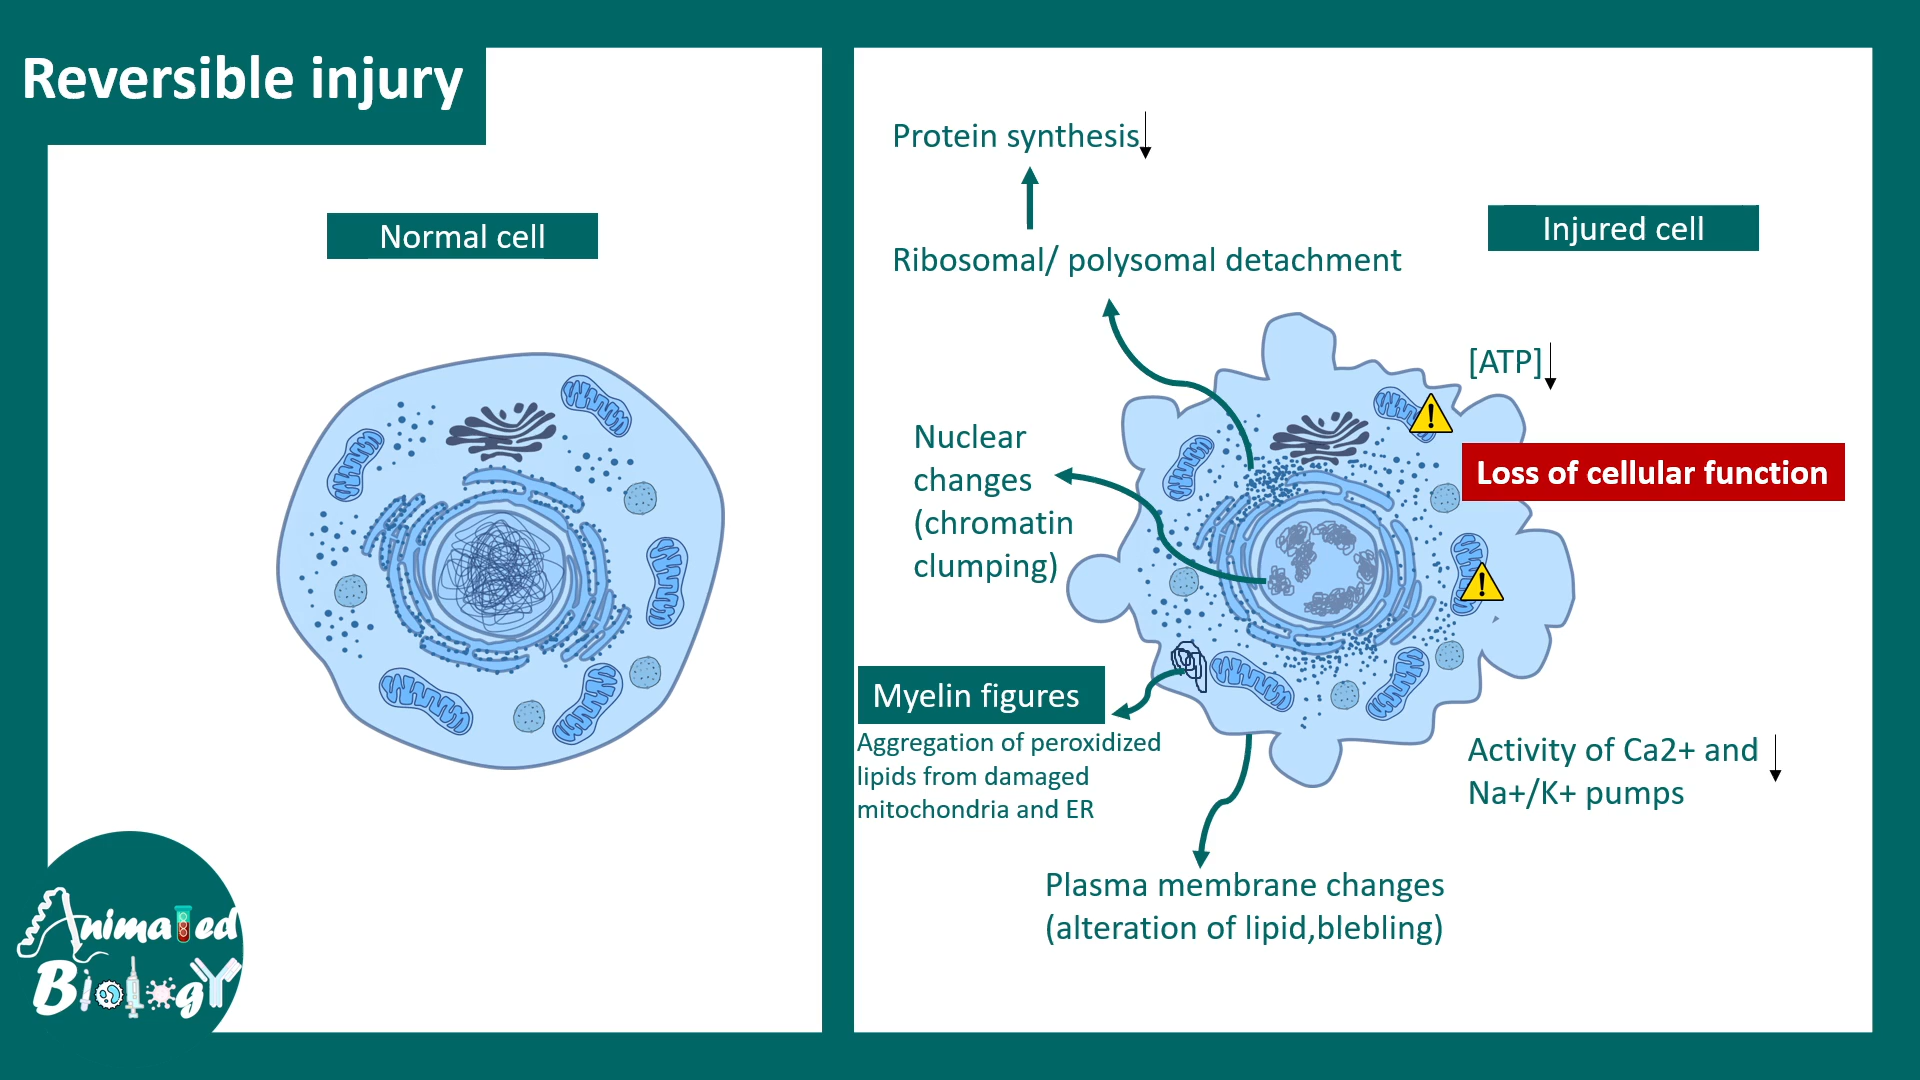 Reversible injury
Normal cell
Protein synthesis
Ribosomal/ polysomal detachment
Injured cell
[ATP]
Nuclear
changes
(chromatin
clumping)
Loss of cellular function
Myelin figures
Aggregation of peroxidized
lipids from damaged
mitochondria and ER
Activity of Ca2+ and
Na+/K+ pumps
Plasma membrane changes
(alteration of lipid,blebling)
Animated
Biology